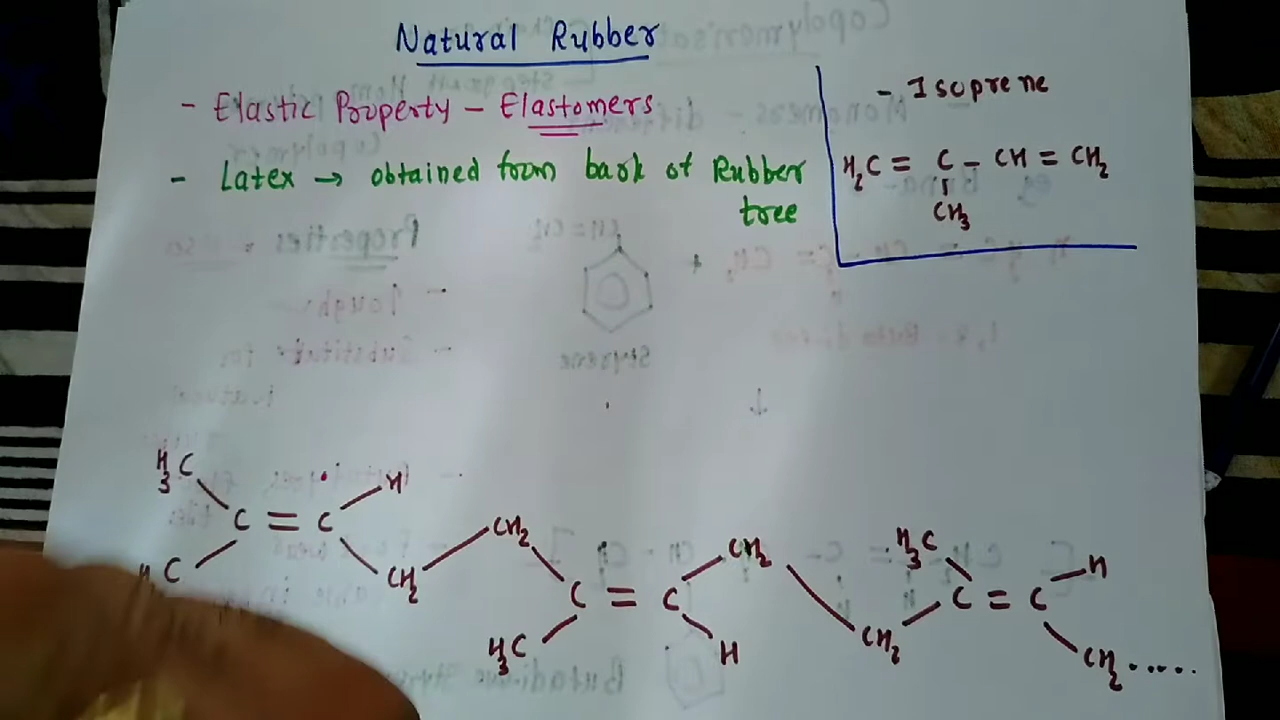 Natural Rubber
- Elastic Property - Elastomers
- Latex → obtained from bark of Rubber
tree
- Isoprene
H2C = C - CH = CH2
CH3
H3C
H
C = C
CH2
CH2
C = C
CH2
H3C
H
CH2
H3C
H
C = C
CH2.....